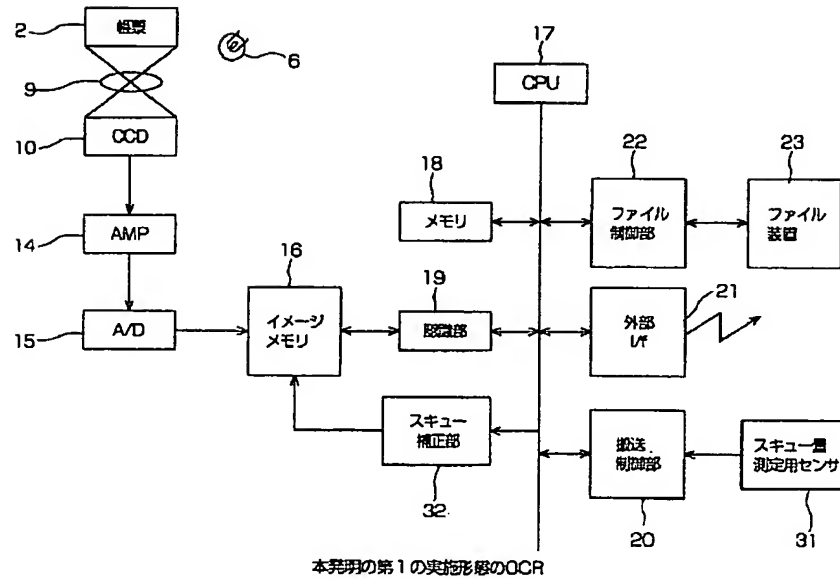 17
2
帳票
6
CPU
9
10
CCD
22
23
18
メモリ
ファイル
制御部
ファイル
装置
14
AMP
16
19
21
15
A/D
イメージ
メモリ
認識部
外部
I/f
スキュー
補正部
搬送
制御部
スキュー量
測定用センサ
32
20
31
本発明の第1の実施形態のOCR